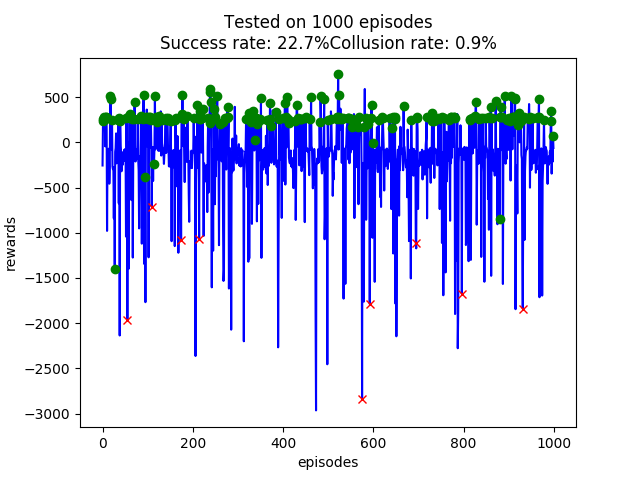 Tested on 1000 episodes
Success rate: 22.7%Collusion rate: 0.9%
500
0
−500
−1000
−1500
−2000
−2500
−3000
rewards
0 200 400 600 800 1000
episodes